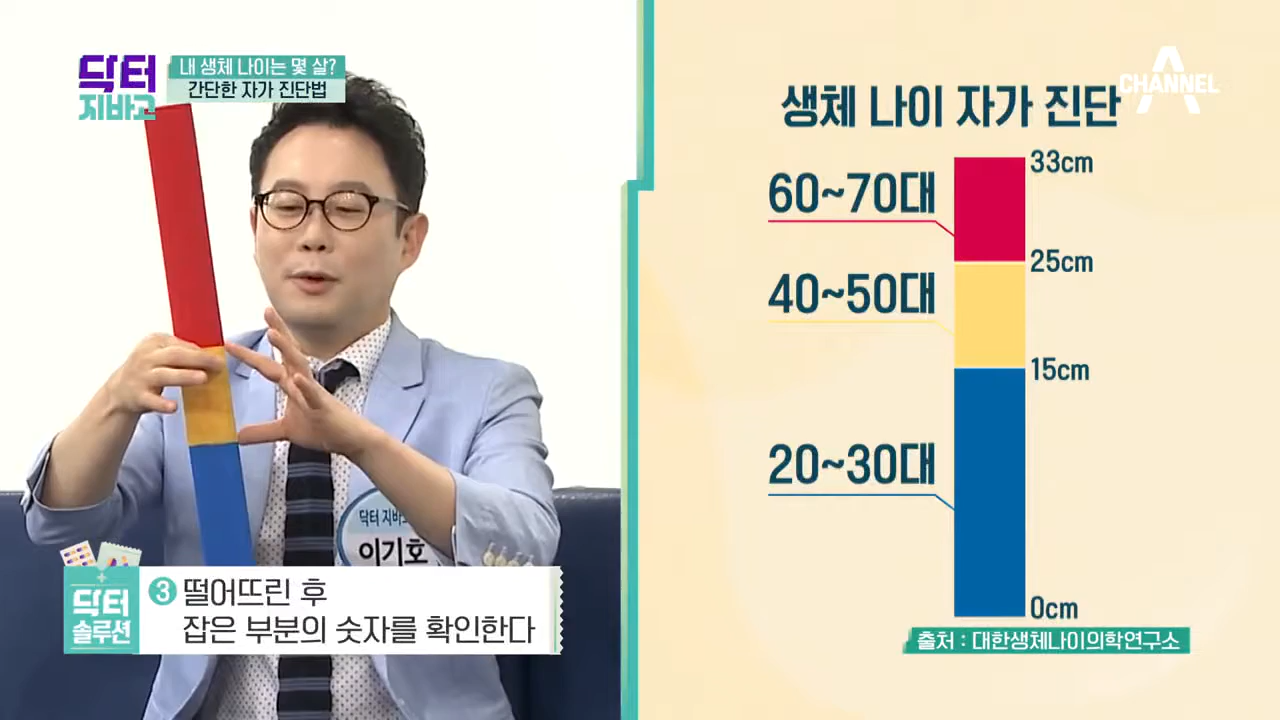 닥터
지바고
내 생체 나이는 몇 살?
간단한 자가 진단법
CHANNEL A
생체 나이 자가 진단
33cm
60~70대
25cm
40~50대
15cm
20~30대
0cm
출처 : 대한생체나이의학연구소
닥터 지바고
이기호
닥터
솔루션
3 떨어뜨린 후
잡은 부분의 숫자를 확인한다